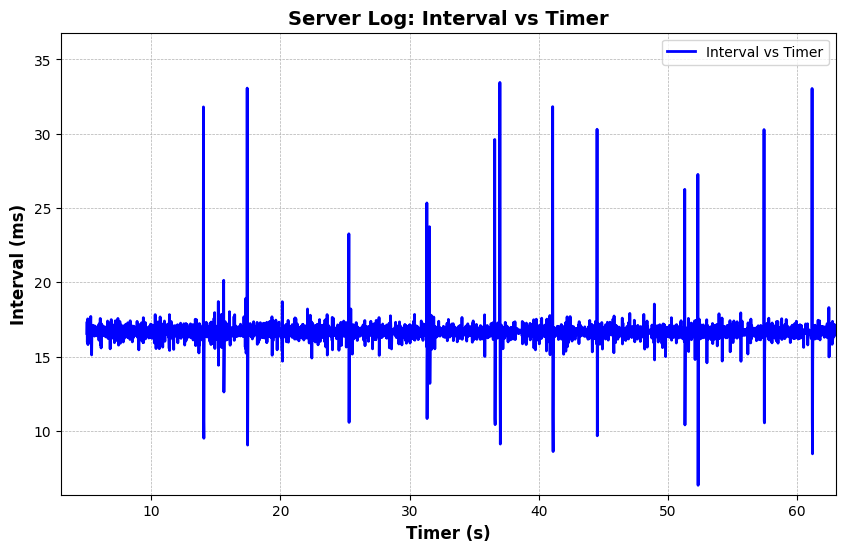 Server Log: Interval vs Timer
Interval vs Timer
35
30
25
20
15
10
Interval (ms)
10 20 30 40 50 60
Timer (s)